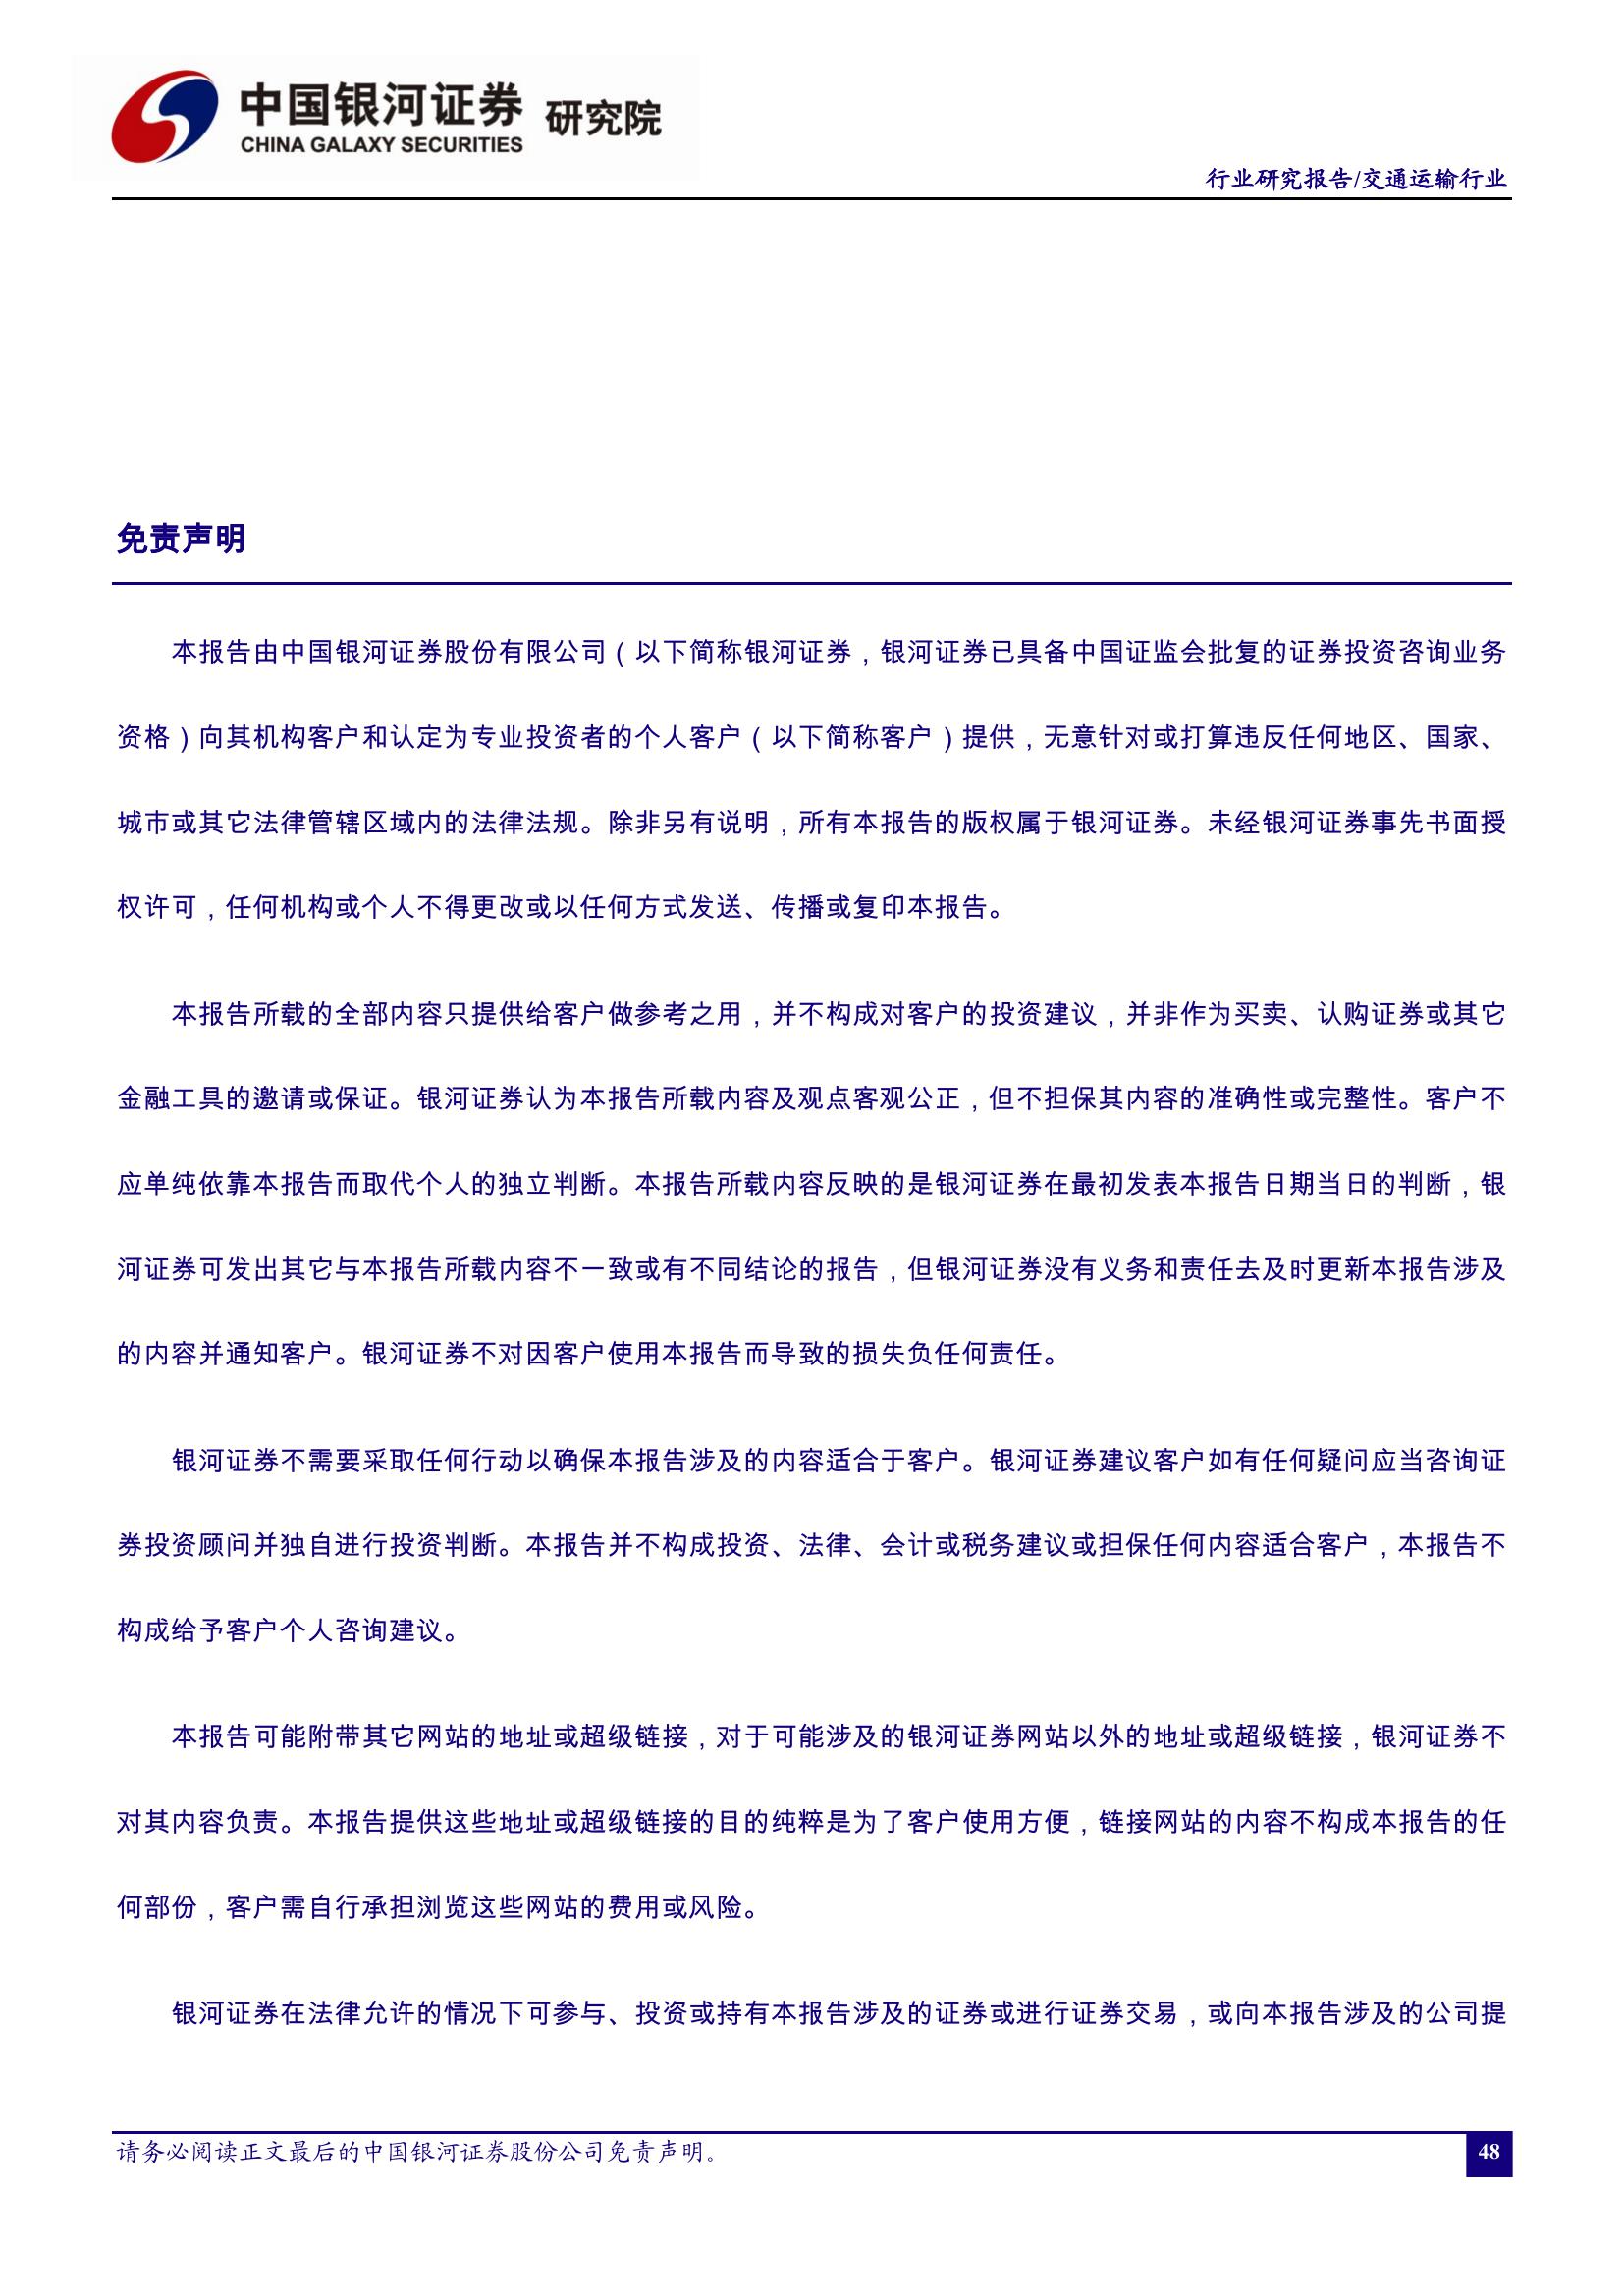 中国银河证券 研究院
CHINA GALAXY SECURITIES
行业研究报告/交通运输行业
免责声明
本报告由中国银河证券股份有限公司（以下简称银河证券，银河证券已具备中国证监会批复的证券投资咨询业务
资格）向其机构客户和认定为专业投资者的个人客户（以下简称客户）提供，无意针对或打算违反任何地区、国家、
城市或其它法律管辖区域内的法律法规。除非另有说明，所有本报告的版权属于银河证券。未经银河证券事先书面授
权许可，任何机构或个人不得更改或以任何方式发送、传播或复印本报告。
本报告所载的全部内容只提供给客户做参考之用，并不构成对客户的投资建议，并非作为买卖、认购证券或其它
金融工具的邀请或保证。银河证券认为本报告所载内容及观点客观公正，但不担保其内容的准确性或完整性。客户不
应单纯依靠本报告而取代个人的独立判断。本报告所载内容反映的是银河证券在最初发表本报告日期当日的判断，银
河证券可发出其它与本报告所载内容不一致或有不同结论的报告，但银河证券没有义务和责任去及时更新本报告涉及
的内容并通知客户。银河证券不对因客户使用本报告而导致的损失负任何责任。
银河证券不需要采取任何行动以确保本报告涉及的内容适合于客户。银河证券建议客户如有任何疑问应当咨询证
券投资顾问并独自进行投资判断。本报告并不构成投资、法律、会计或税务建议或担保任何内容适合客户，本报告不
构成给予客户个人咨询建议。
本报告可能附带其它网站的地址或超级链接，对于可能涉及的银河证券网站以外的地址或超级链接，银河证券不
对其内容负责。本报告提供这些地址或超级链接的目的纯粹是为了客户使用方便，链接网站的内容不构成本报告的任
何部份，客户需自行承担浏览这些网站的费用或风险。
银河证券在法律允许的情况下可参与、投资或持有本报告涉及的证券或进行证券交易，或向本报告涉及的公司提
请务必阅读正文最后的中国银河证券股份公司免责声明。
48